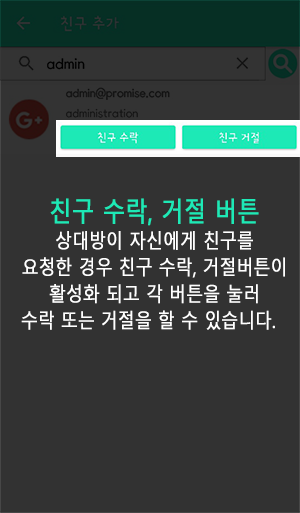 친구 추가
admin
admin@promise.com
G+
administration
친구 수락 친구 거절
친구 수락, 거절 버튼
상대방이 자신에게 친구를
요청한 경우 친구 수락, 거절버튼이
활성화 되고 각 버튼을 눌러
수락 또는 거절을 할 수 있습니다.